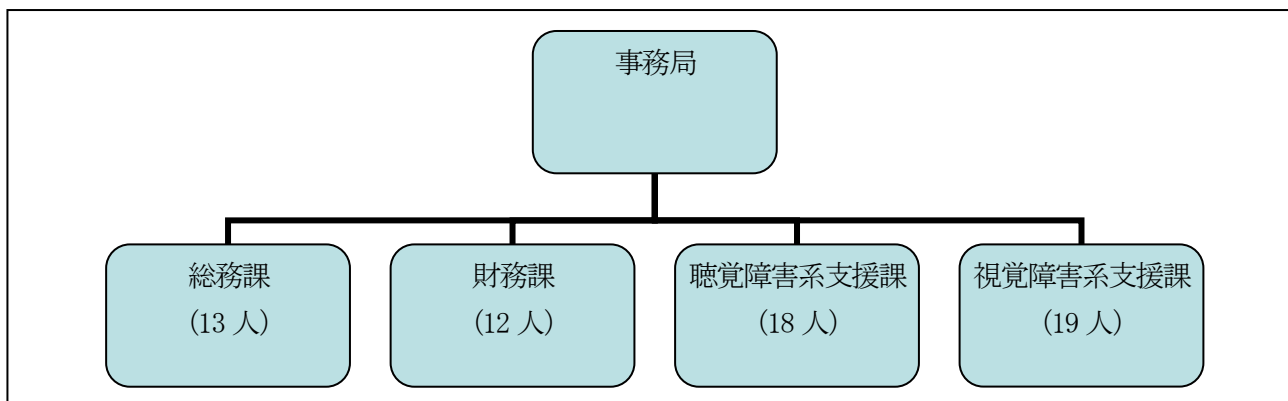 事務局
総務課
(13 人)
財務課
(12 人)
聴覚障害系支援課
(18 人)
視覚障害系支援課
(19 人)